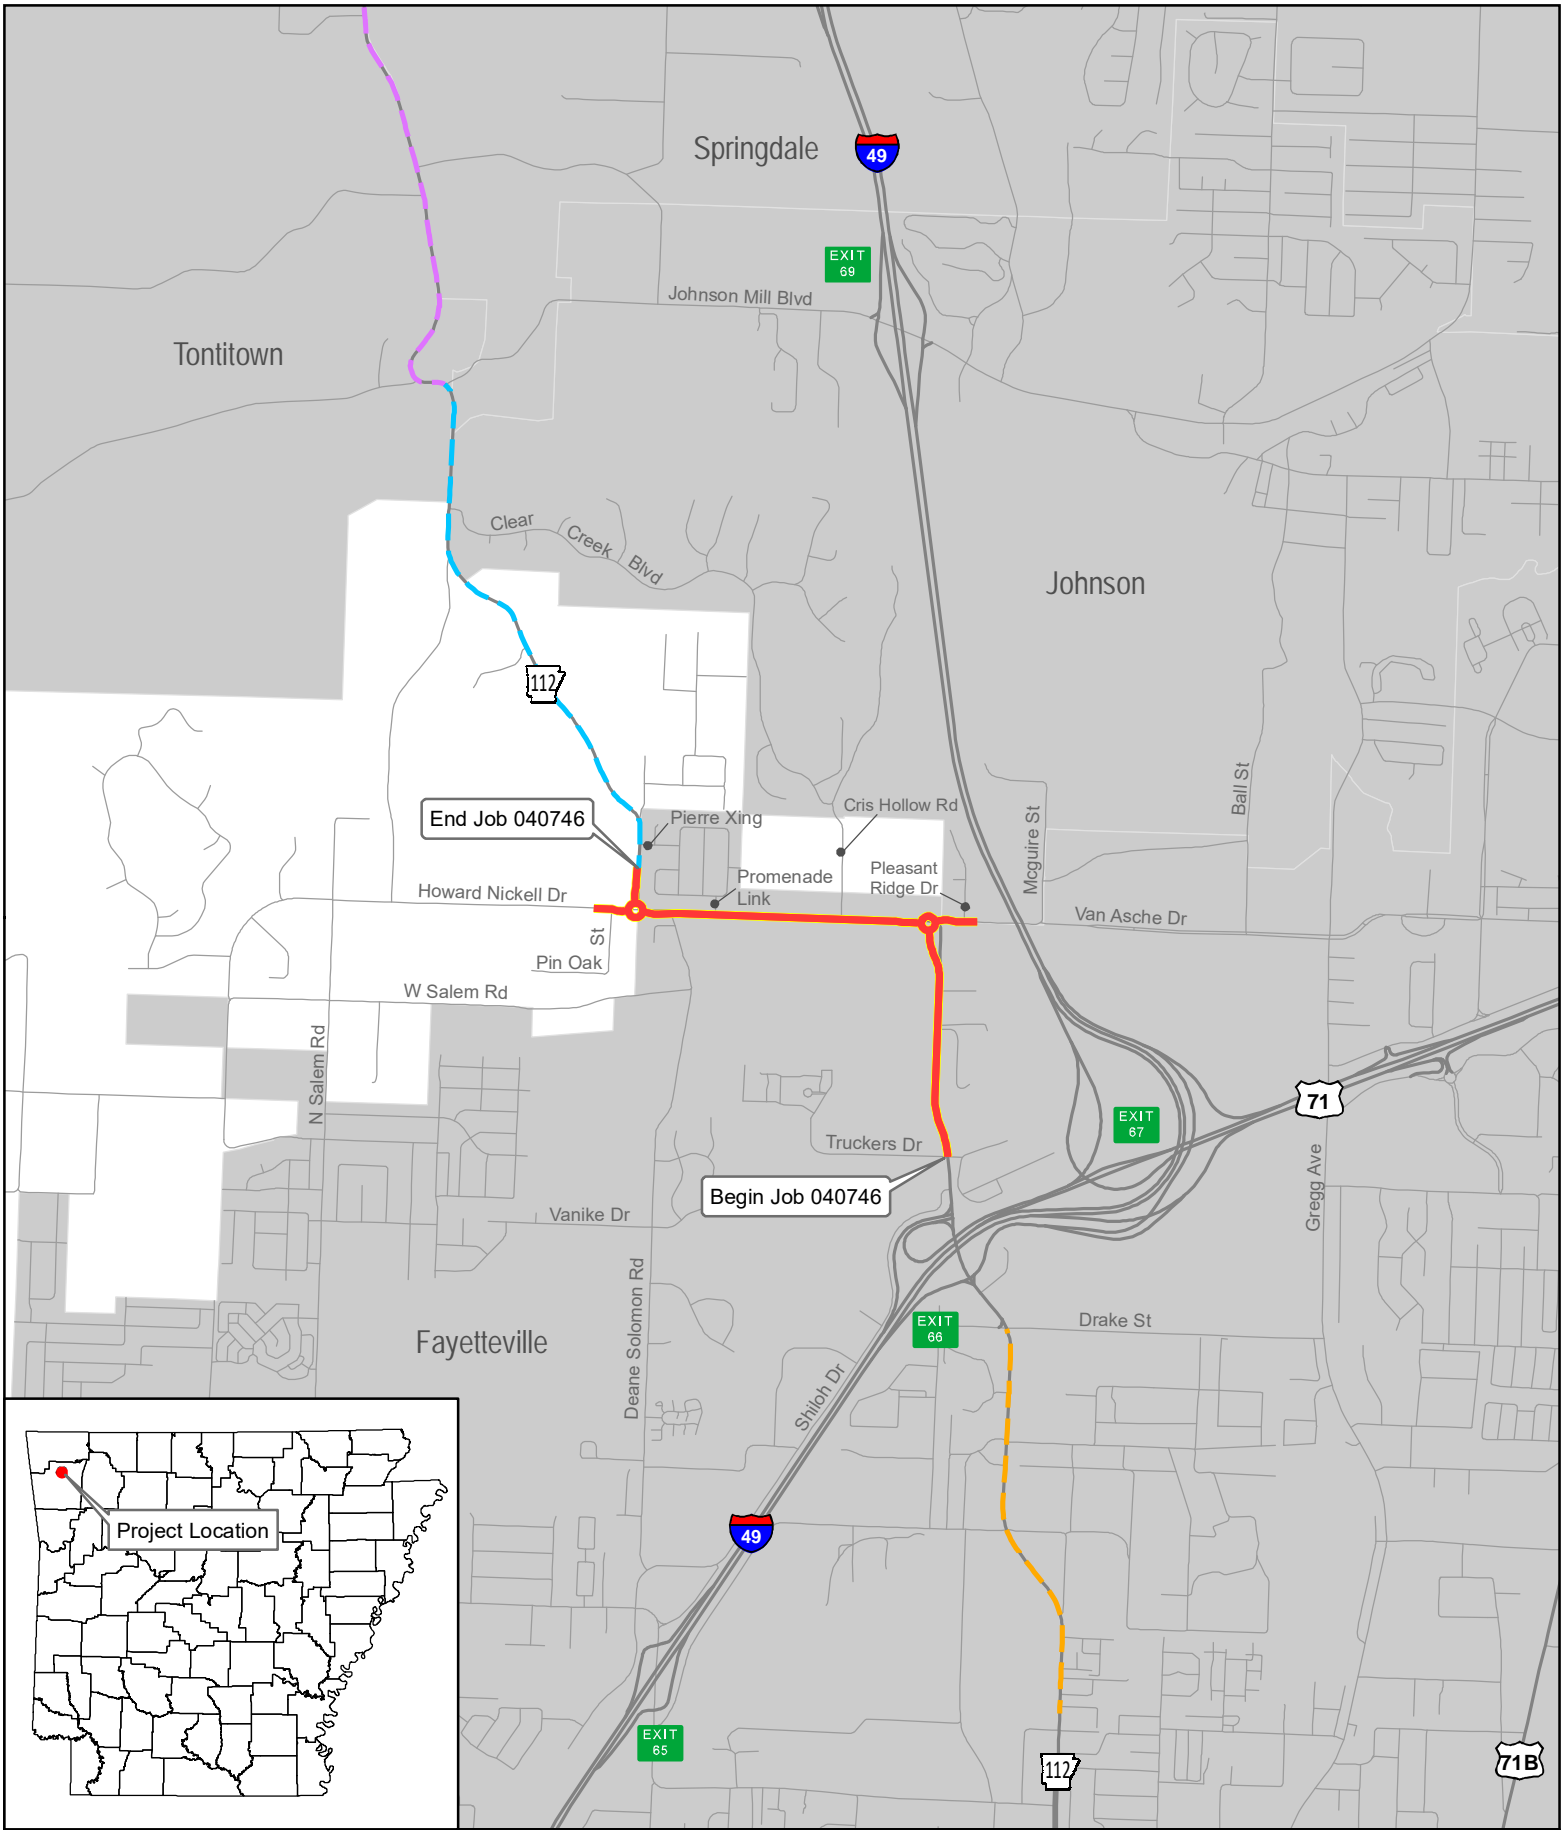 Springdale
49
EXIT
69
Johnson Mill Blvd
Tontitown
Clear
Creek
Blvd
Johnson
112
Ball St
End Job 040746
Pierre Xing
Cris Hollow Rd
Mcguire St
Pleasant
Ridge Dr
Promenade
Link
Howard Nickell Dr
Van Asche Dr
St
Pin Oak
W Salem Rd
N Salem Rd
71
EXIT
67
Truckers Dr
Begin Job 040746
Gregg Ave
Vanike Dr
Deane Solomon Rd
EXIT
66
Drake St
Fayetteville
Shiloh Dr
Project Location
49
EXIT
65
112
71B